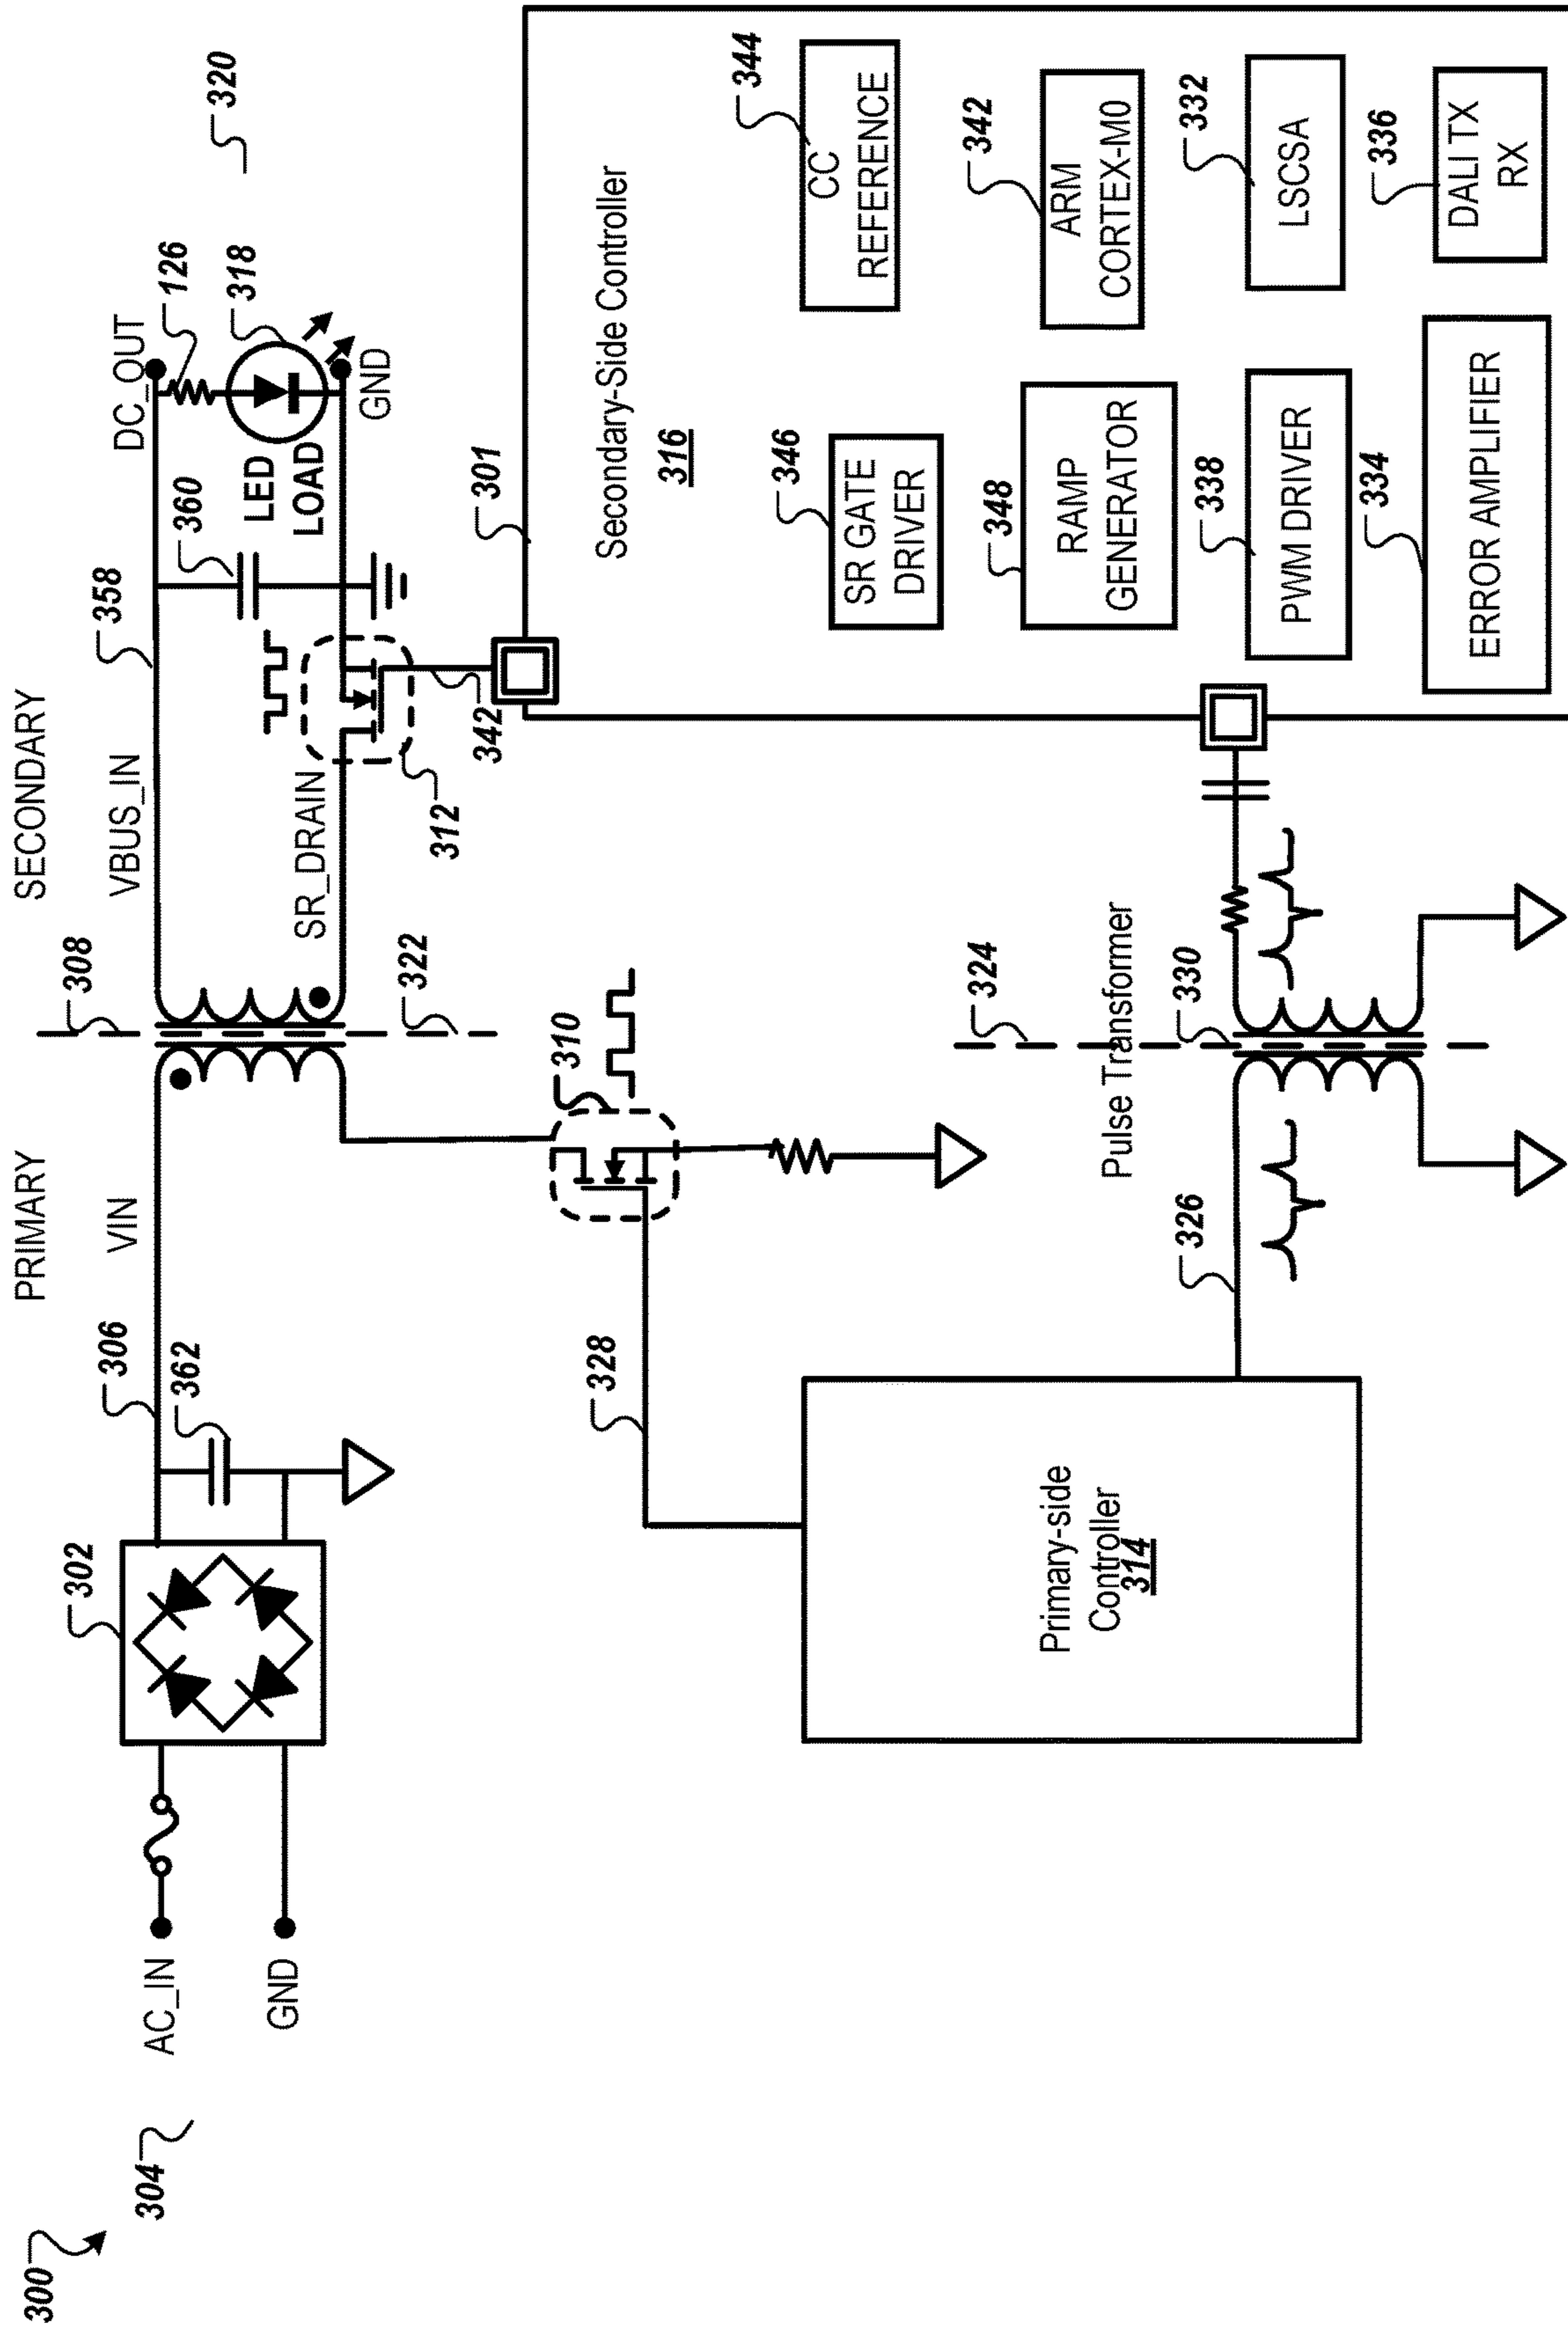 300
304
320
PRIMARY
SECONDARY
308
306
302
362
VIN
VBUS_IN
358
DC_OUT
126
318
360
LED
LOAD
GND
AC_IN
GND
SR_DRAIN
322
312
342
301
310
328
Secondary-Side Controller
316
344
CC
REFERENCE
346
SR GATE
DRIVER
342
ARM
CORTEX-M0
348
RAMP
GENERATOR
332
LSCSA
338
PWM DRIVER
336
DALI TX
RX
334
ERROR AMPLIFIER
324
Pulse Transformer
330
326
Primary-side
Controller
314